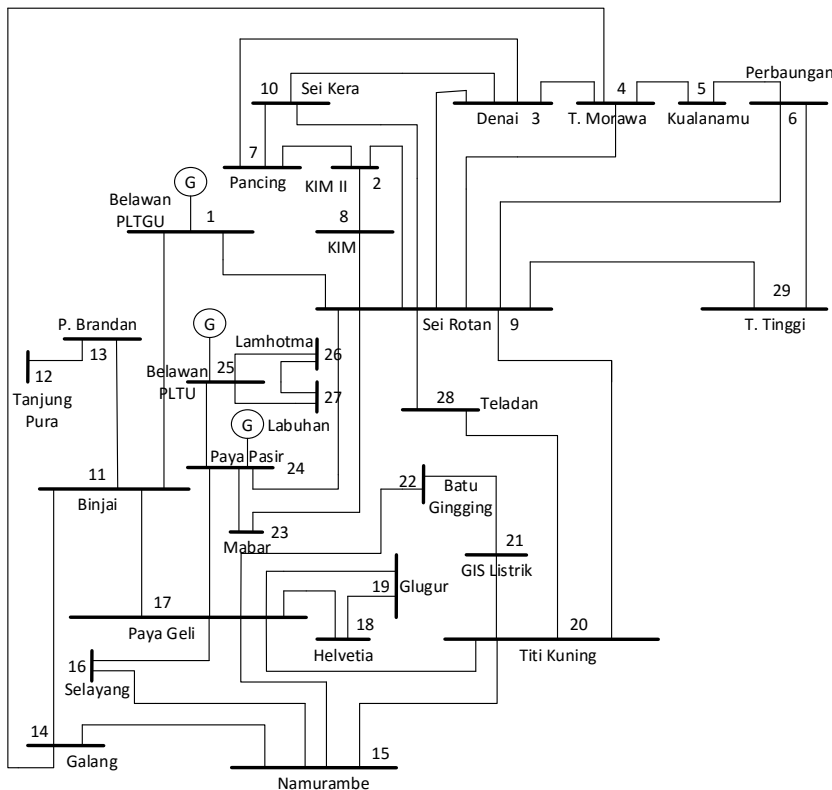 Perbaungan
10 Sei Kera
4
5
Denai 3
T. Morawa
Kualanamu
6
7
Pancing
KIM II
2
G
Belawan
PLTGU
1
8
KIM
Sei Rotan 9
29
T. Tinggi
P. Brandan
13
12
Tanjung
Pura
G
Lamhotma
26
25
Belawan
PLTU
27
G Labuhan
28
Teladan
Paya Pasir
24
22
Batu
Gingging
11
Binjai
23
Mabar
21
GIS Listrik
19
Glugur
17
Paya Geli
18
Helvetia
20
Titi Kuning
16
Selayang
14
Galang
15
Namurambe